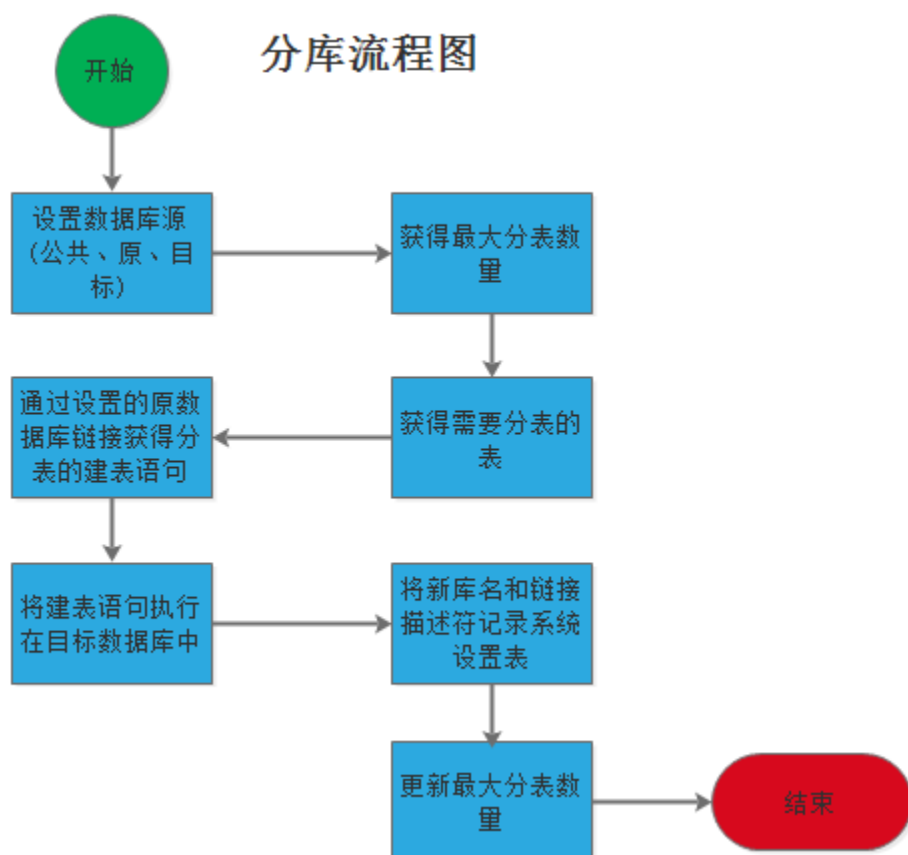 分库流程图
开始
设置数据库源
(公共、原、目
标)
获得最大分表数
量
获得需要分表的
表
通过设置的原数
据库链接获得分
表的建表语句
将建表语句执行
在目标数据库中
将新库名和链接
描述符记录系统
设置表
更新最大分表数
量
结束